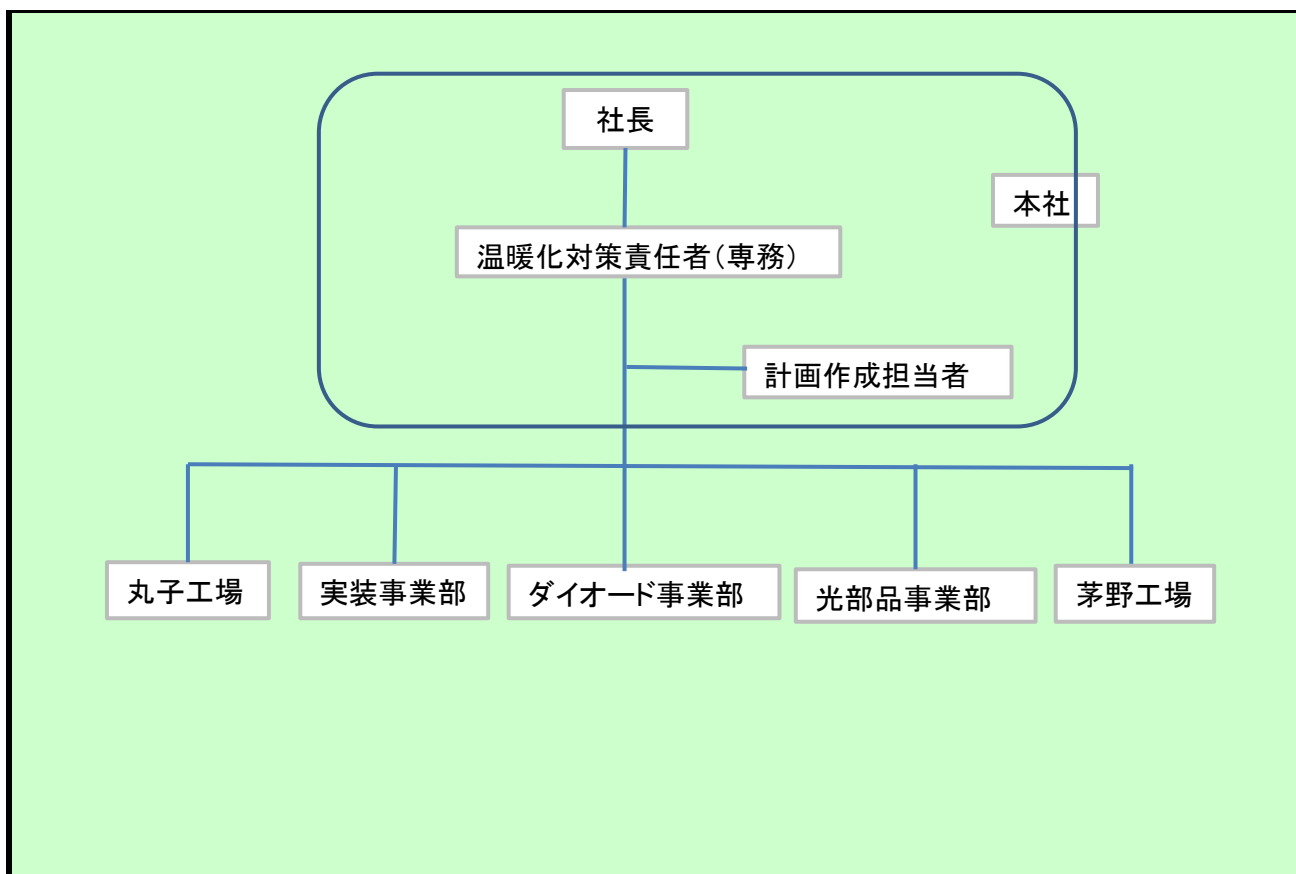 社長
本社
温暖化対策責任者（専務）
計画作成担当者
丸子工場
実装事業部
ダイオード事業部
光部品事業部
茅野工場